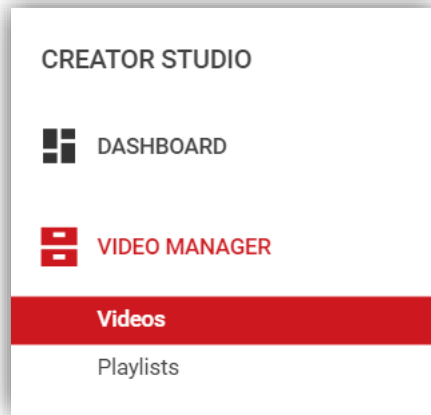 CREATOR STUDIO
DASHBOARD
VIDEO MANAGER
Videos
Playlists